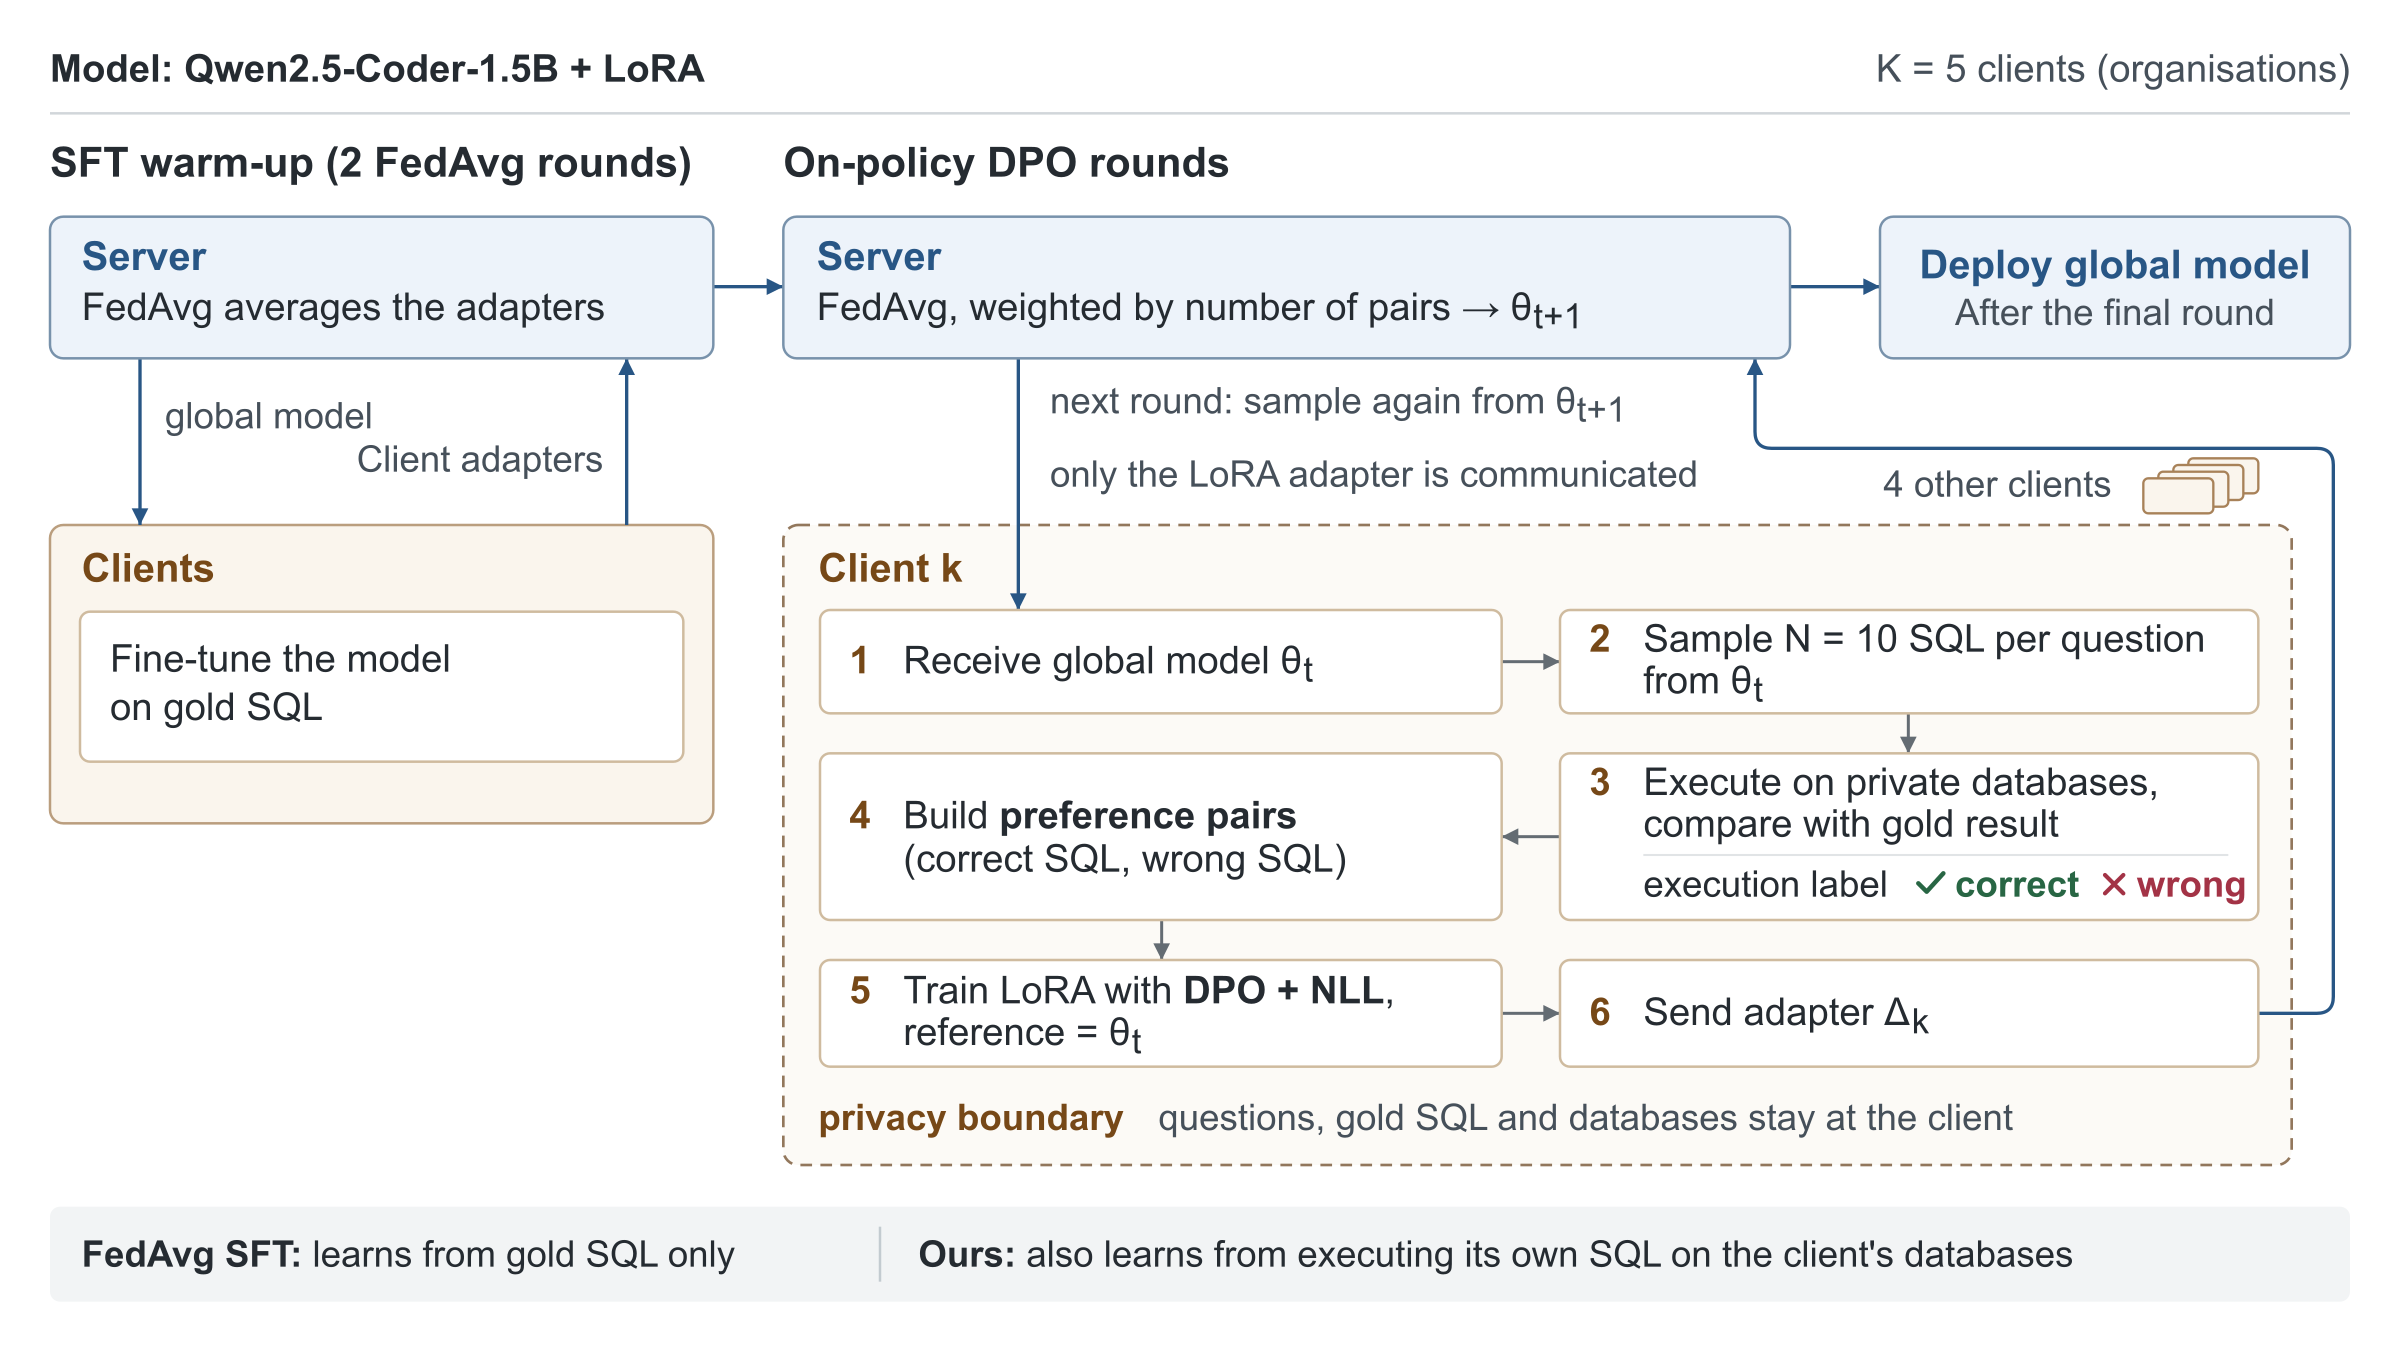 Model: Qwen2.5-Coder-1.5B + LoRA
K = 5 clients (organisations)
SFT warm-up (2 FedAvg rounds)
On-policy DPO rounds
Server
FedAvg averages the adapters
Server
FedAvg, weighted by number of pairs → θt+1
Deploy global model
After the final round
global model
Client adapters
next round: sample again from θt+1
only the LoRA adapter is communicated
4 other clients
Clients
Fine-tune the model
on gold SQL
Client k
1 Receive global model θt
2 Sample N = 10 SQL per question
from θt
3 Execute on private databases,
compare with gold result
execution label ✓ correct ✕ wrong
4 Build preference pairs
(correct SQL, wrong SQL)
5 Train LoRA with DPO + NLL,
reference = θt
6 Send adapter Δk
privacy boundary questions, gold SQL and databases stay at the client
FedAvg SFT: learns from gold SQL only
Ours: also learns from executing its own SQL on the client's databases